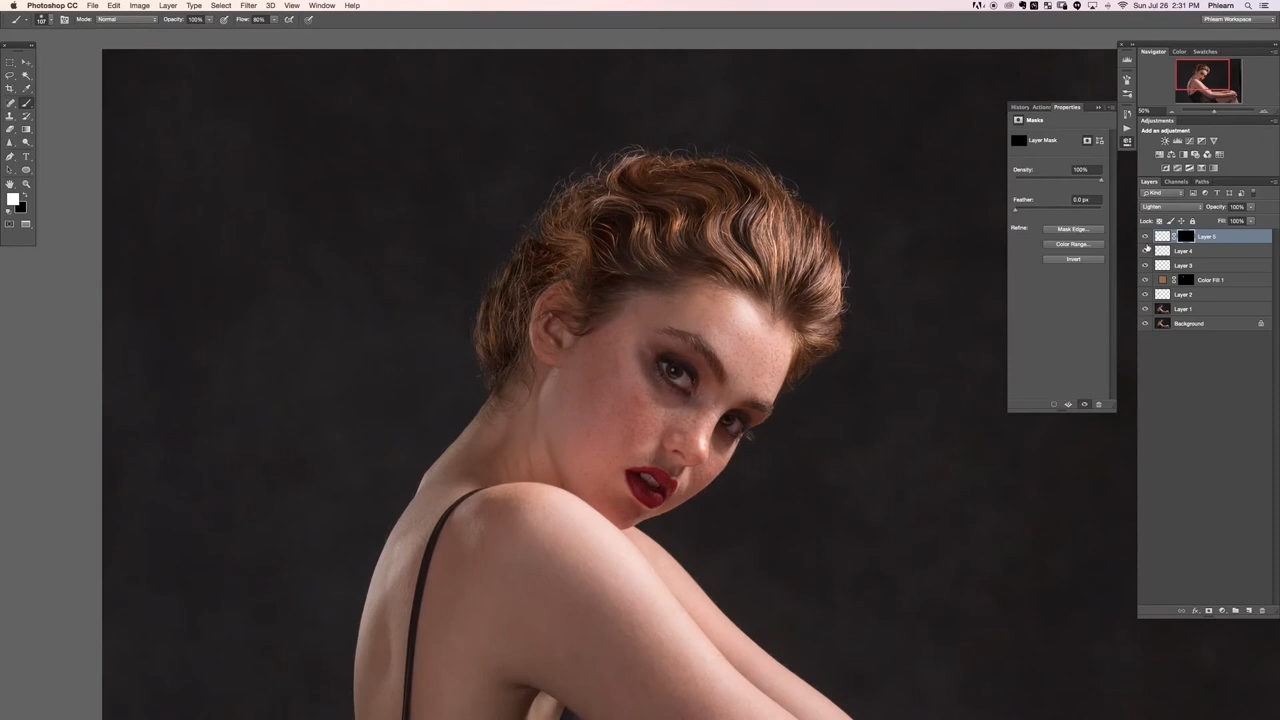 Photoshop CC File Edit Image Layer Type Select Filter 3D View Window Help Sun Jul 26 2:31 PM Phlearn
107 Mode: Normal Opacity: 100% Flow: 80% Phlearn Workspace
Navigator Color Swatches
50%
History Actions Properties
Masks
Layer Mask
Density: 100%
Feather: 0.0 px
Refine: Mask Edge...
Color Range...
Invert
Adjustments
Add an adjustment
Layers Channels Paths
Kind
Lighten Opacity: 100%
Lock: Fill: 100%
Layer 5
Layer 4
Layer 3
Color Fill 1
Layer 2
Layer 1
Background